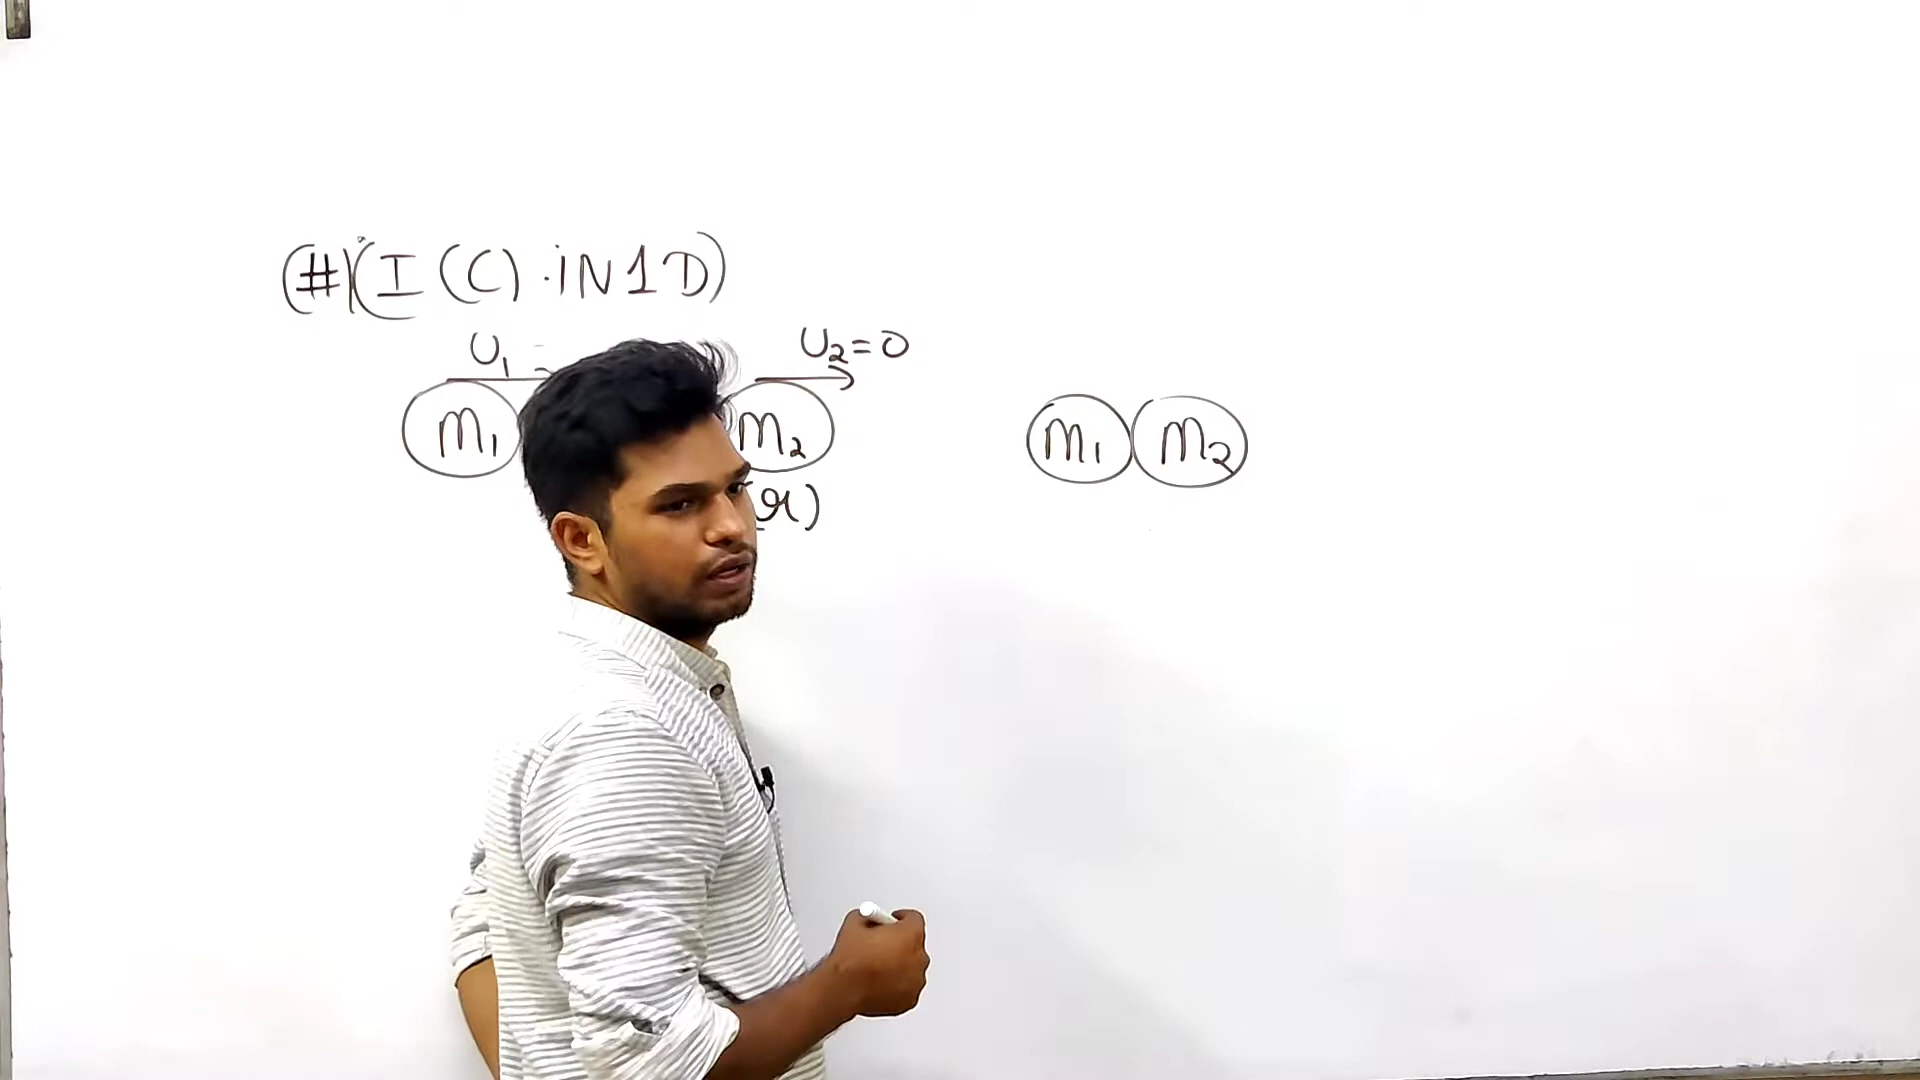 (#) (I (C) · iN 1D)
U₁ U₂ = 0
m₁ m₂ m₁ m₂